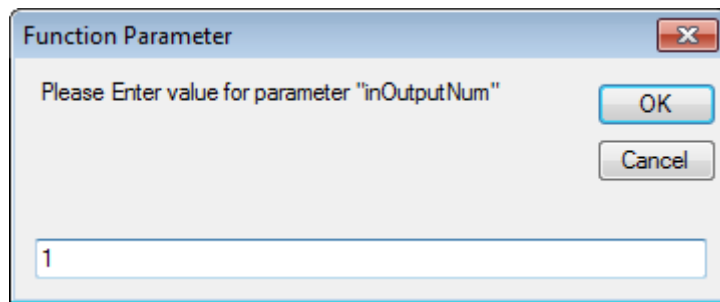 Function Parameter
Please Enter value for parameter "inOutputNum"
OK
Cancel
1